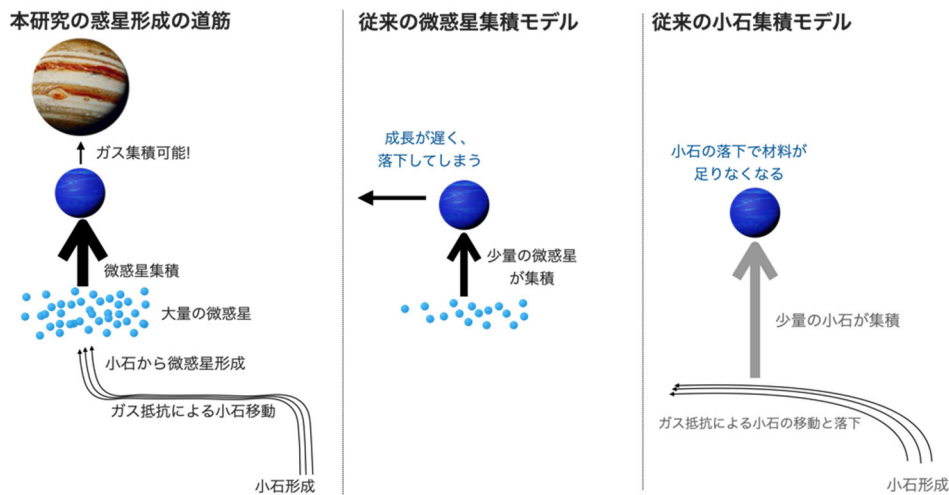 本研究の惑星形成の道筋
ガス集積可能!
微惑星集積
大量の微惑星
小石から微惑星形成
ガス抵抗による小石移動
小石形成
従来の微惑星集積モデル
成長が遅く、
落下してしまう
少量の微惑星
が集積
従来の小石集積モデル
小石の落下で材料が
足りなくなる
少量の小石が集積
ガス抵抗による小石の移動と落下
小石形成